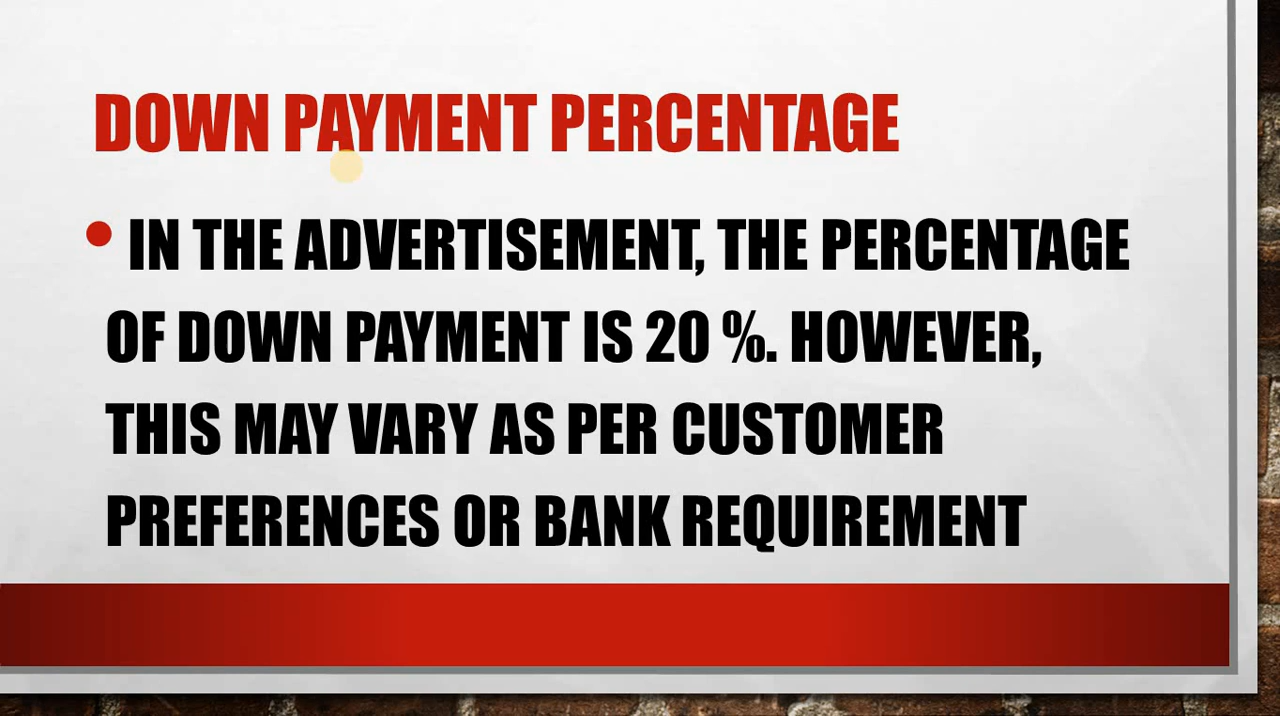 DOWN PAYMENT PERCENTAGE
IN THE ADVERTISEMENT, THE PERCENTAGE
OF DOWN PAYMENT IS 20 %. HOWEVER,
THIS MAY VARY AS PER CUSTOMER
PREFERENCES OR BANK REQUIREMENT